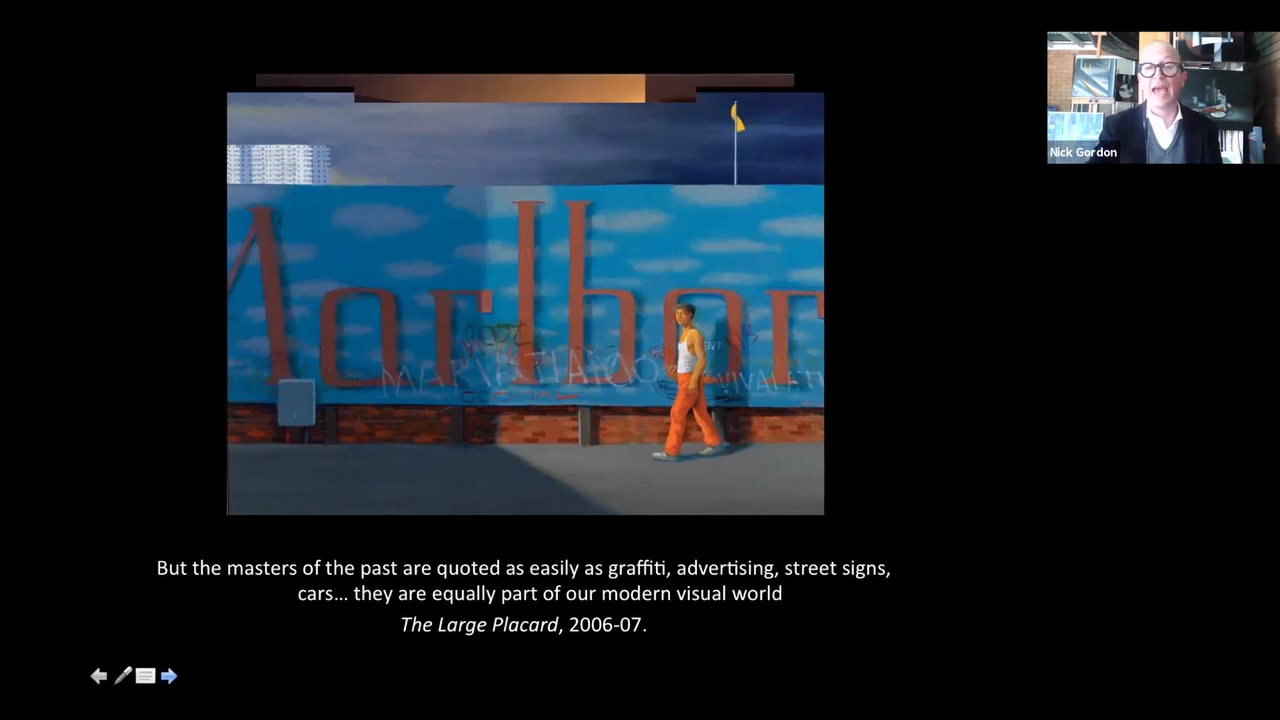 Nick Gordon
Marlbor
But the masters of the past are quoted as easily as graffiti, advertising, street signs,
cars... they are equally part of our modern visual world
The Large Placard, 2006-07.